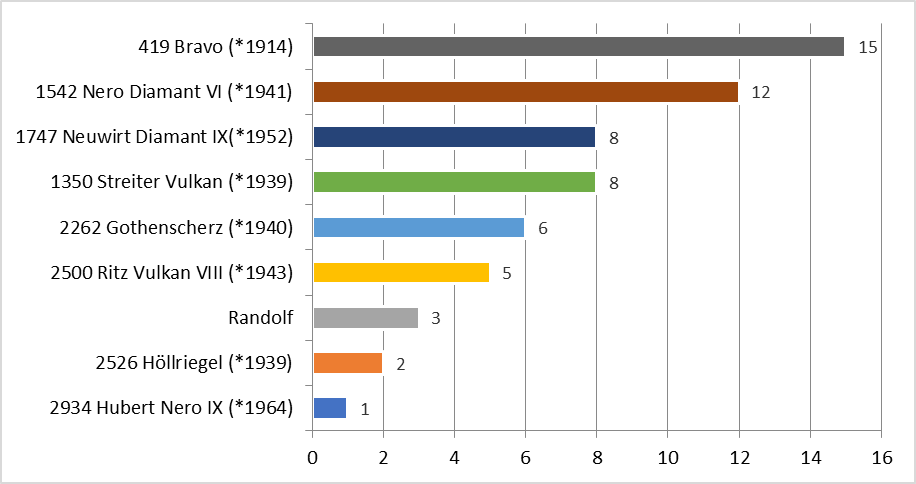 419 Bravo (*1914)
15
1542 Nero Diamant VI (*1941)
12
1747 Neuwirt Diamant IX(*1952)
8
1350 Streiter Vulkan (*1939)
8
2262 Gothenscherz (*1940)
6
2500 Ritz Vulkan VIII (*1943)
5
Randolf
3
2526 Höllriegel (*1939)
2
2934 Hubert Nero IX (*1964)
1
0 2 4 6 8 10 12 14 16